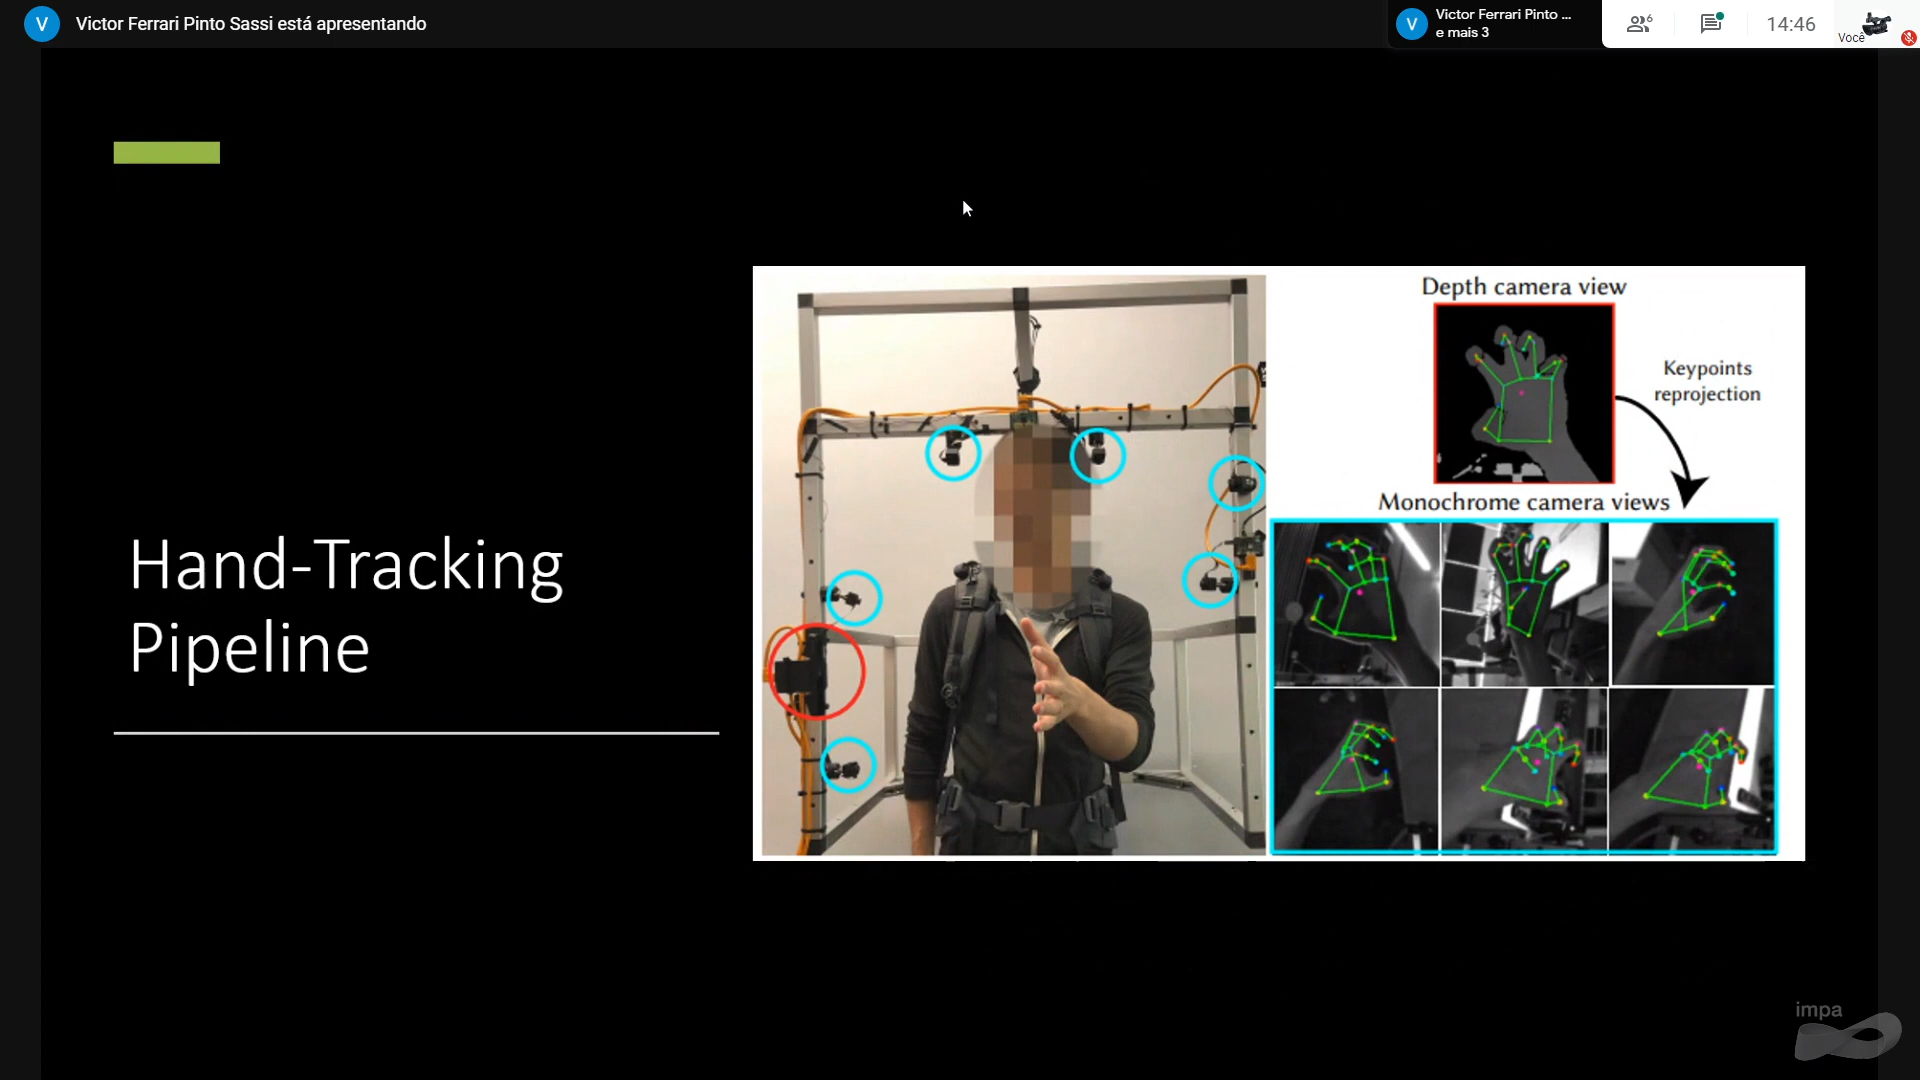 V Victor Ferrari Pinto Sassi está apresentando
V Victor Ferrari Pinto ...
e mais 3
6
14:46
Você
Depth camera view
Keypoints
reprojection
Monochrome camera views
Hand-Tracking
Pipeline
impa